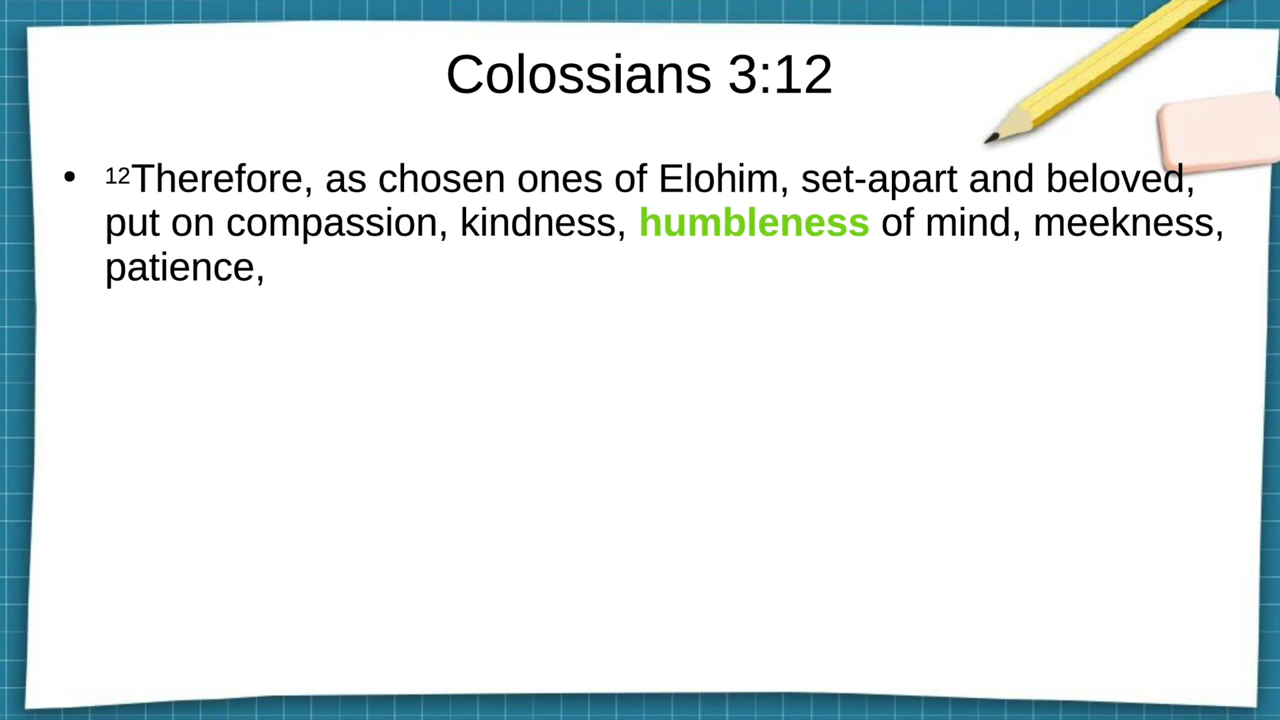 Colossians 3:12
• 12Therefore, as chosen ones of Elohim, set-apart and beloved,
put on compassion, kindness, humbleness of mind, meekness,
patience,